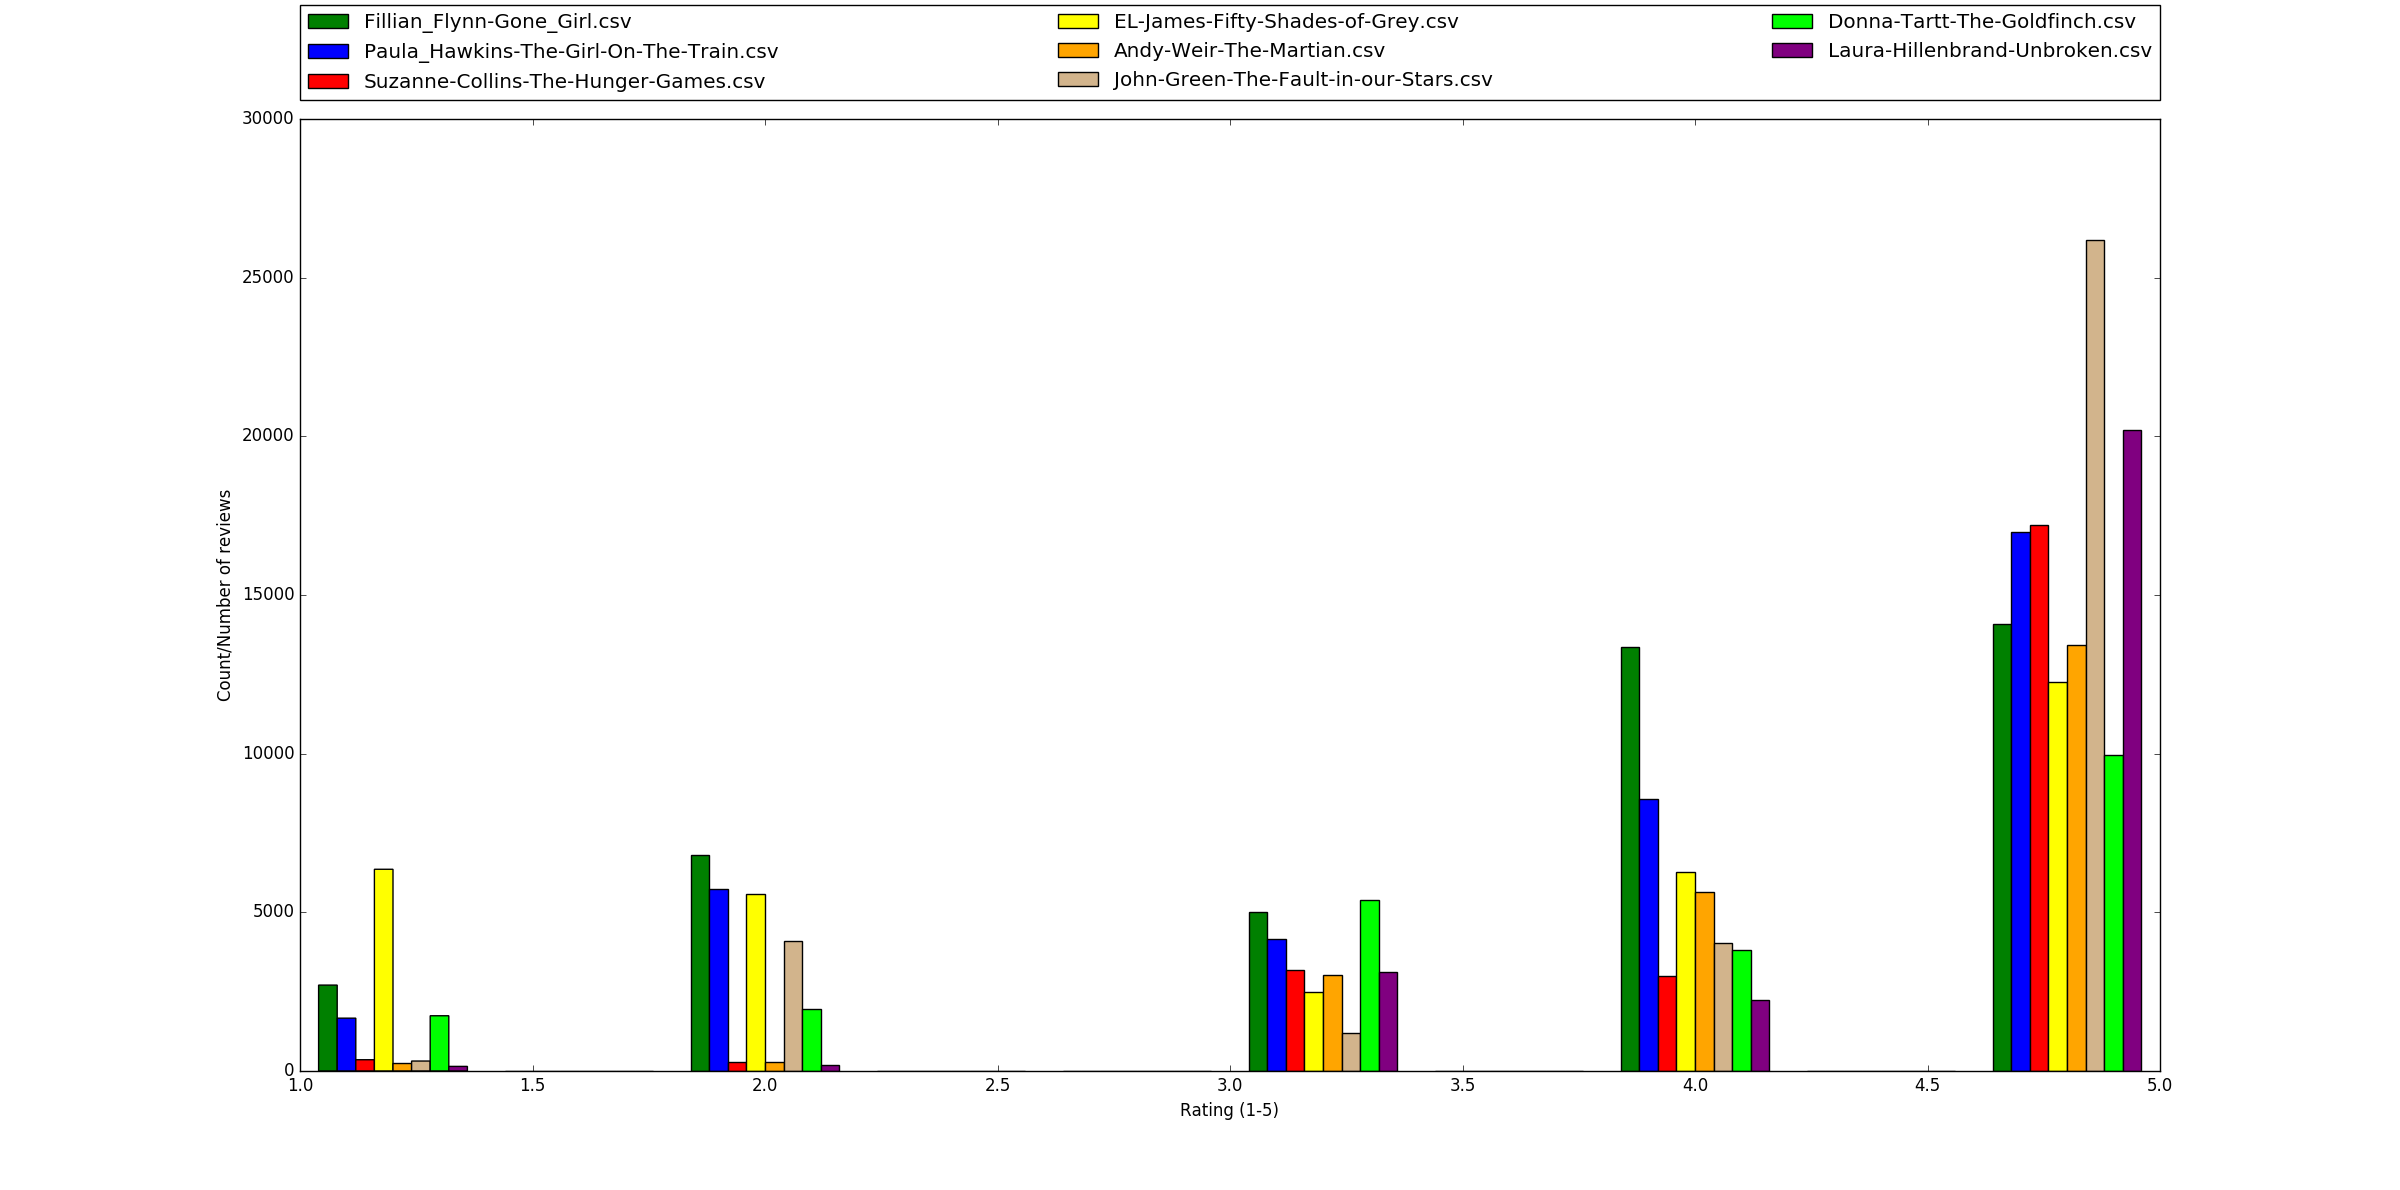 Fillian_Flynn-Gone_Girl.csv
Paula_Hawkins-The-Girl-On-The-Train.csv
Suzanne-Collins-The-Hunger-Games.csv
EL-James-Fifty-Shades-of-Grey.csv
Andy-Weir-The-Martian.csv
John-Green-The-Fault-in-our-Stars.csv
Donna-Tartt-The-Goldfinch.csv
Laura-Hillenbrand-Unbroken.csv
30000
25000
20000
15000
10000
5000
0
Count/Number of reviews
1.0 1.5 2.0 2.5 3.0 3.5 4.0 4.5 5.0
Rating (1-5)